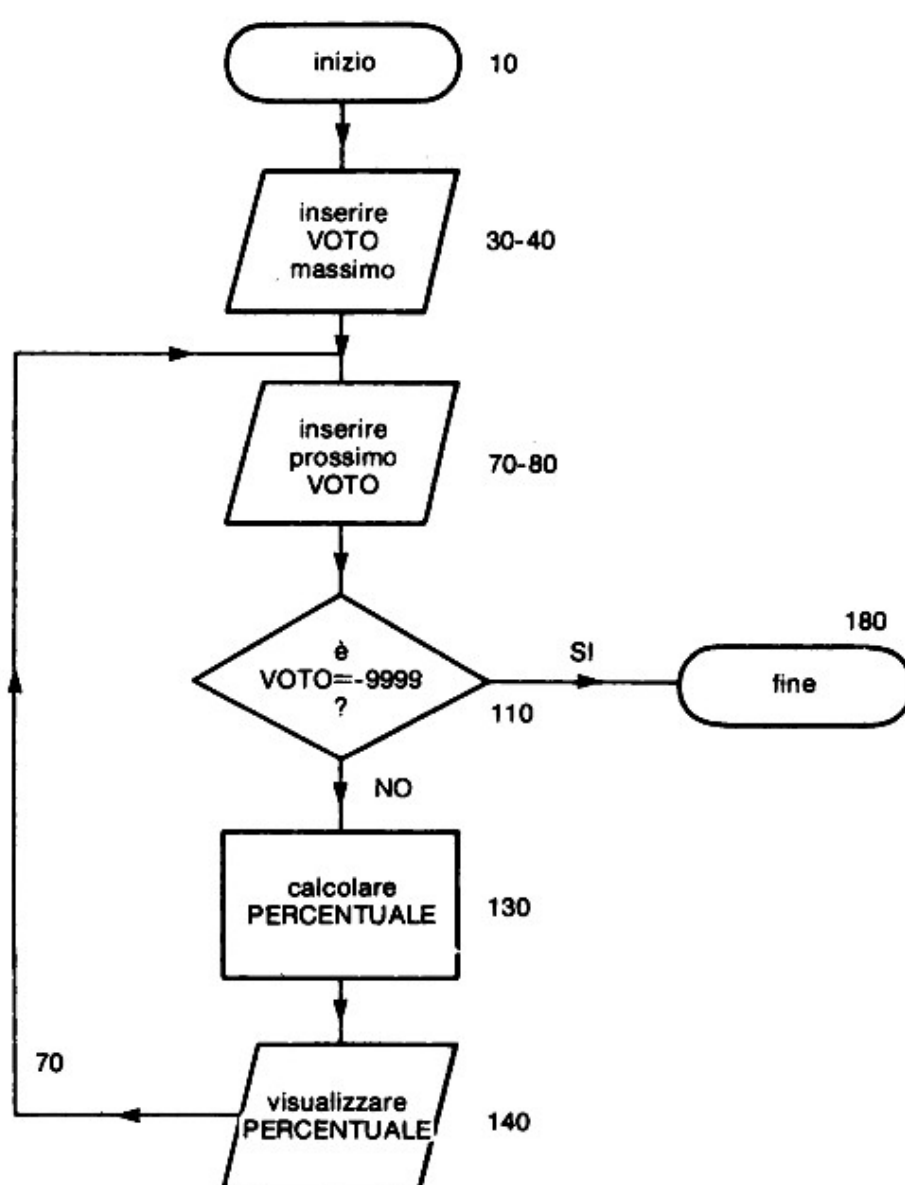 inizio
10
inserire
VOTO
massimo
30-40
inserire
prossimo
VOTO
70-80
è
VOTO=-9999
?
110
SI
180
fine
NO
calcolare
PERCENTUALE
130
70
visualizzare
PERCENTUALE
140